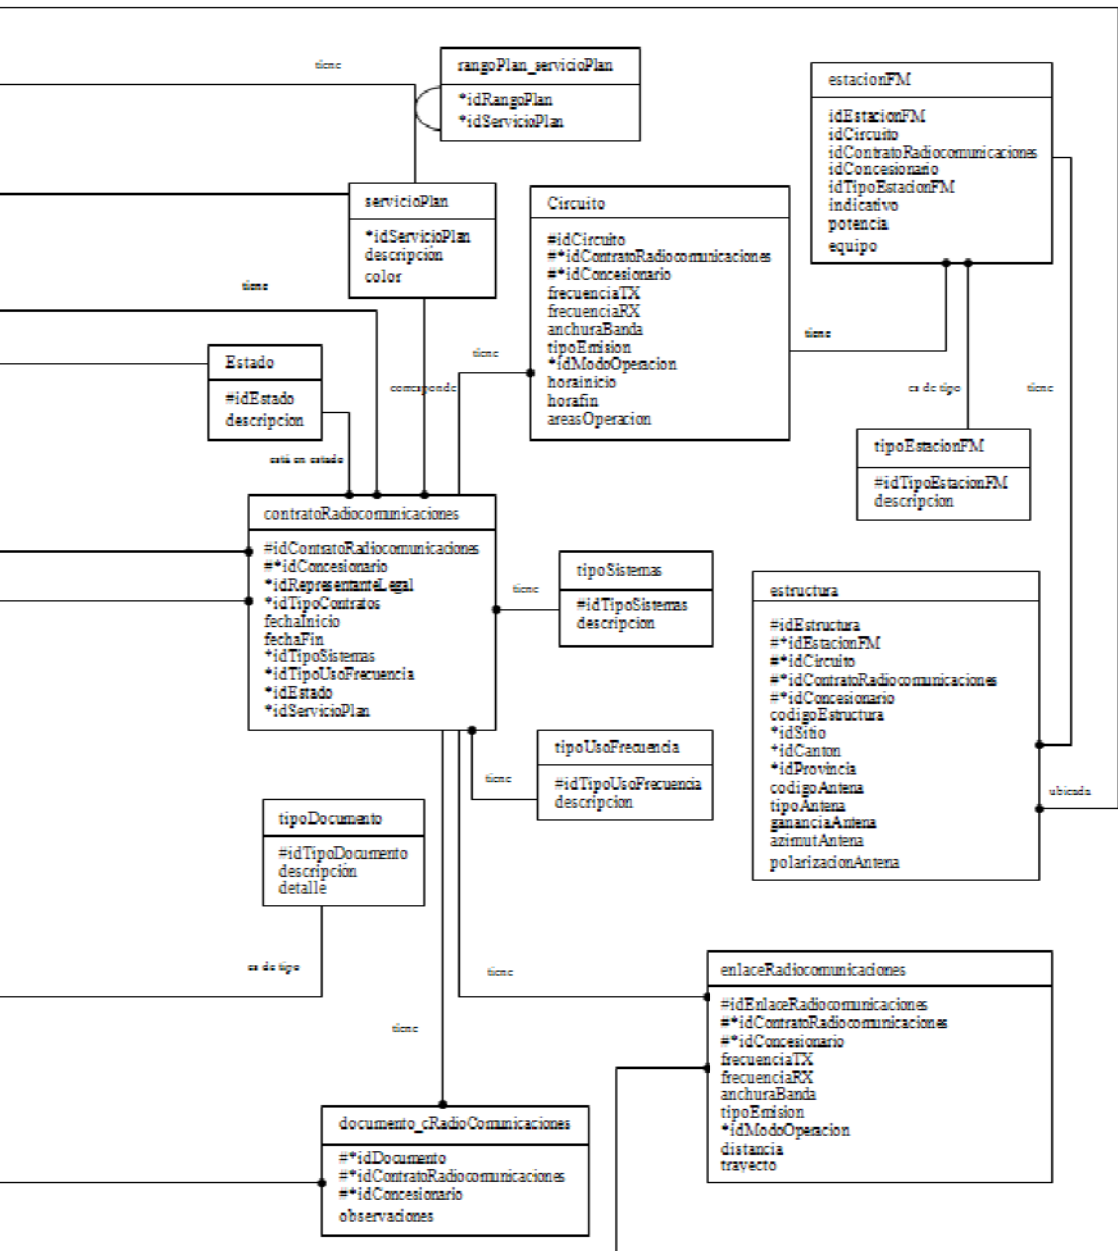 tiene
rangoPlan_servicioPlan
*idRangoPlan
*idServicioPlan
estacionFM
idEstacionFM
idCircuito
idContratoRadiocomunicaciones
idConcesionario
idTipoEstacionFM
indicativo
potencia
equipo
servicioPlan
*idServicioPlan
descripción
color
Circuito
#idCircuito
#*idContratoRadiocomunicaciones
#*idConcesionario
frecuenciaTX
frecuenciaRX
anchuraBanda
tipoEmision
*idModoOperacion
horainicio
horafin
areasOperacion
tiene
tiene
tiene
Estado
#idEstado
descripcion
corresponde
es de tipo
tiene
está en estado
tipoEstacionFM
#idTipoEstacionFM
descripcion
contratoRadiocomunicaciones
#idContratoRadiocomunicaciones
#*idConcesionario
*idRepresentanteLegal
*idTipoContratos
fechaInicio
fechaFin
*idTipoSistemas
*idTipoUsoFrecuencia
*idEstado
*idServicioPlan
tiene
tipoSistemas
#idTipoSistemas
descripcion
estructura
#idEstructura
#*idEstacionFM
#*idCircuito
#*idContratoRadiocomunicaciones
#*idConcesionario
codigoEstructura
*idSitio
*idCanton
*idProvincia
codigoAntena
tipoAntena
gananciaAntena
azimutAntena
polarizacionAntena
ubicada
tiene
tipoUsoFrecuencia
#idTipoUsoFrecuencia
descripcion
tipoDocumento
#idTipoDocumento
descripción
detalle
es de tipo
tiene
tiene
enlaceRadiocomunicaciones
#idEnlaceRadiocomunicaciones
#*idContratoRadiocomunicaciones
#*idConcesionario
frecuenciaTX
frecuenciaRX
anchuraBanda
tipoEmision
*idModoOperacion
distancia
trayecto
documento_cRadioComunicaciones
#*idDocumento
#*idContratoRadiocomunicaciones
#*idConcesionario
observaciones